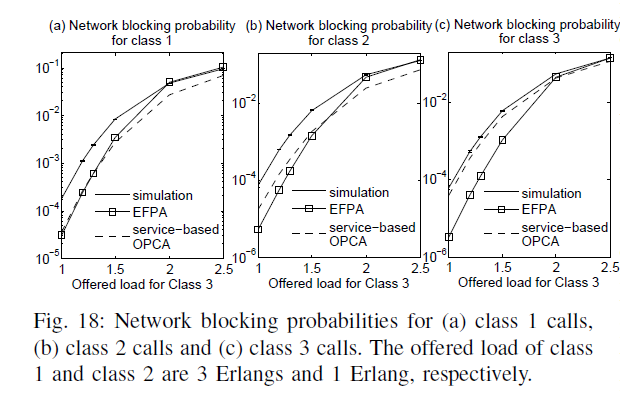 (a) Network blocking probability
for class 1
(b) Network blocking probability
for class 2
(c) Network blocking probability
for class 3
10⁻¹
10⁻²
10⁻³
10⁻⁴
10⁻⁵
simulation
EFPA
service-based
OPCA
1 1.5 2 2.5
Offered load for Class 3
10⁻²
10⁻⁴
10⁻⁶
simulation
EFPA
service-based
OPCA
1 1.5 2 2.5
Offered load for Class 3
10⁻²
10⁻⁴
10⁻⁶
simulation
EFPA
service-based
OPCA
1 1.5 2 2.5
Offered load for Class 3
Fig. 18: Network blocking probabilities for (a) class 1 calls,
(b) class 2 calls and (c) class 3 calls. The offered load of class
1 and class 2 are 3 Erlangs and 1 Erlang, respectively.